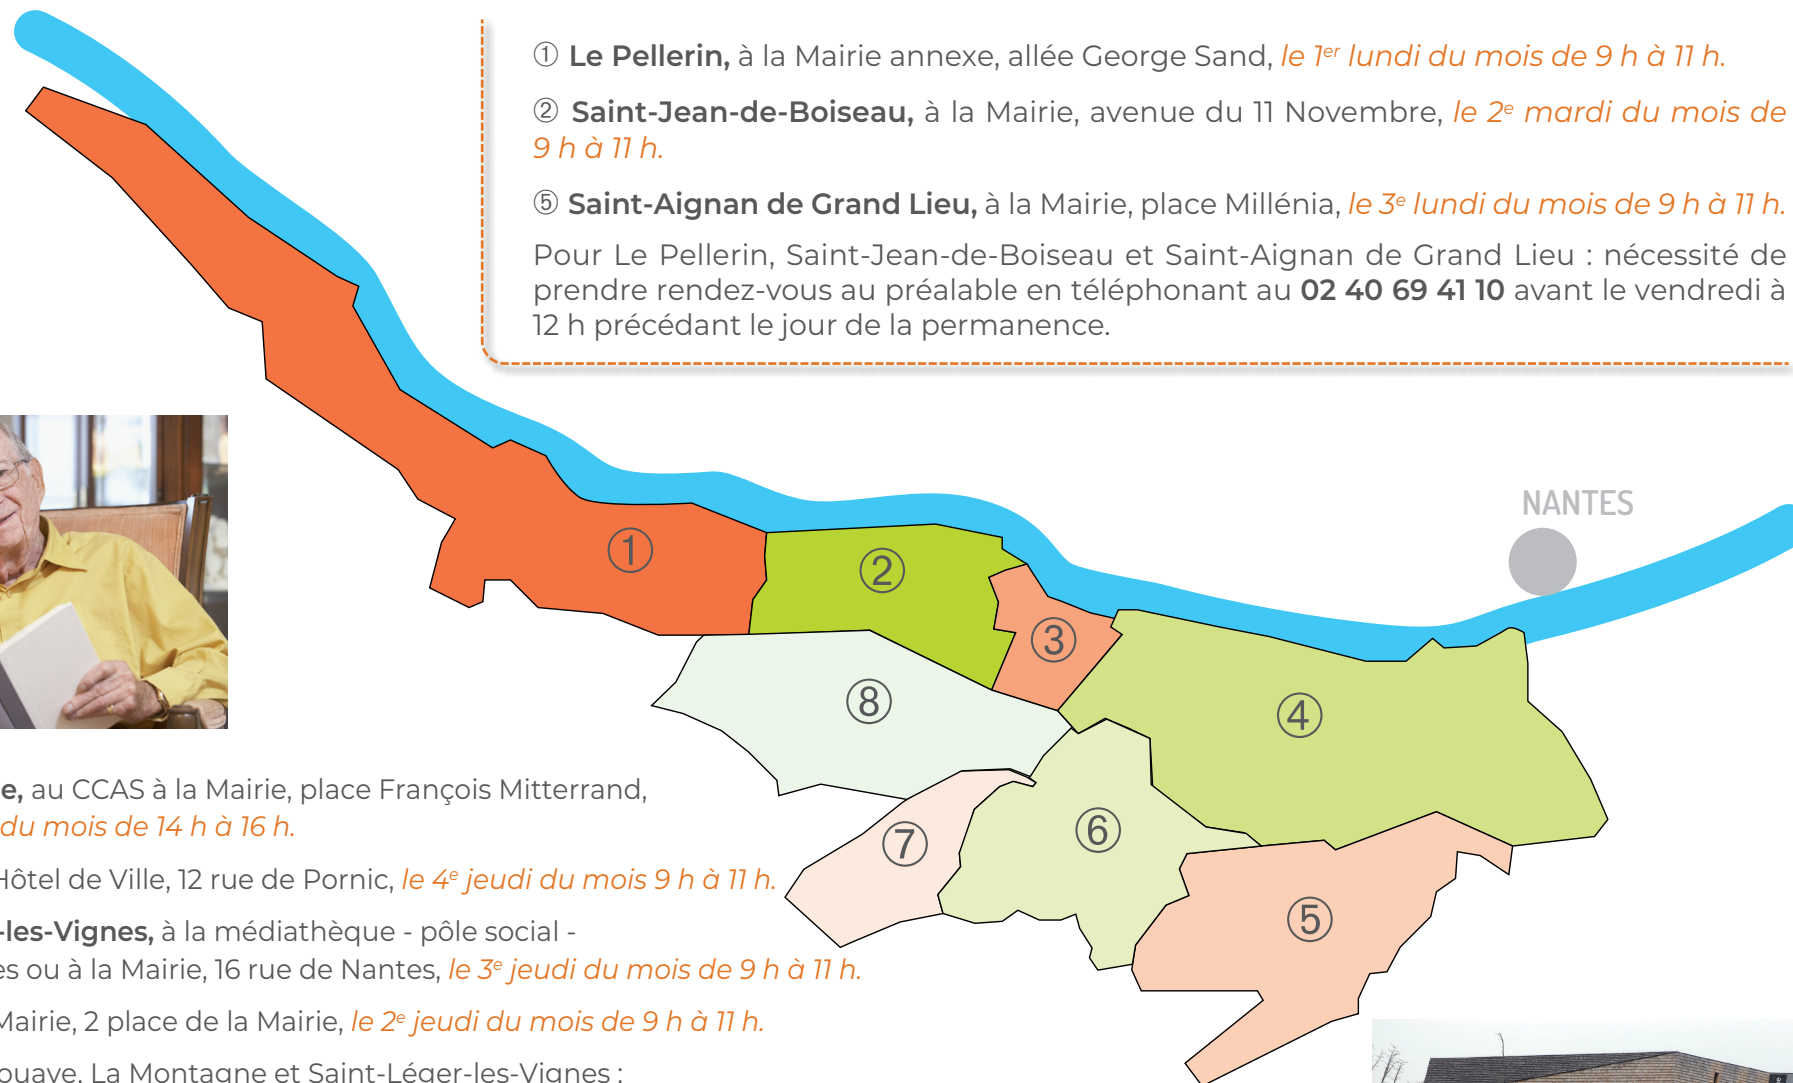 ① Le Pellerin, à la Mairie annexe, allée George Sand, le 1er lundi du mois de 9 h à 11 h.
② Saint-Jean-de-Boiseau, à la Mairie, avenue du 11 Novembre, le 2e mardi du mois de
9 h à 11 h.
⑤ Saint-Aignan de Grand Lieu, à la Mairie, place Millénia, le 3e lundi du mois de 9 h à 11 h.
Pour Le Pellerin, Saint-Jean-de-Boiseau et Saint-Aignan de Grand Lieu : nécessité de
prendre rendez-vous au préalable en téléphonant au 02 40 69 41 10 avant le vendredi à
12 h précédant le jour de la permanence.
NANTES
①
②
③
④
⑧
⑦
⑥
⑤
e, au CCAS à la Mairie, place François Mitterrand,
du mois de 14 h à 16 h.
Hôtel de Ville, 12 rue de Pornic, le 4e jeudi du mois 9 h à 11 h.
-les-Vignes, à la médiathèque - pôle social -
es ou à la Mairie, 16 rue de Nantes, le 3e jeudi du mois de 9 h à 11 h.
Mairie, 2 place de la Mairie, le 2e jeudi du mois de 9 h à 11 h.
ouaye, La Montagne et Saint-Léger-les-Vignes :